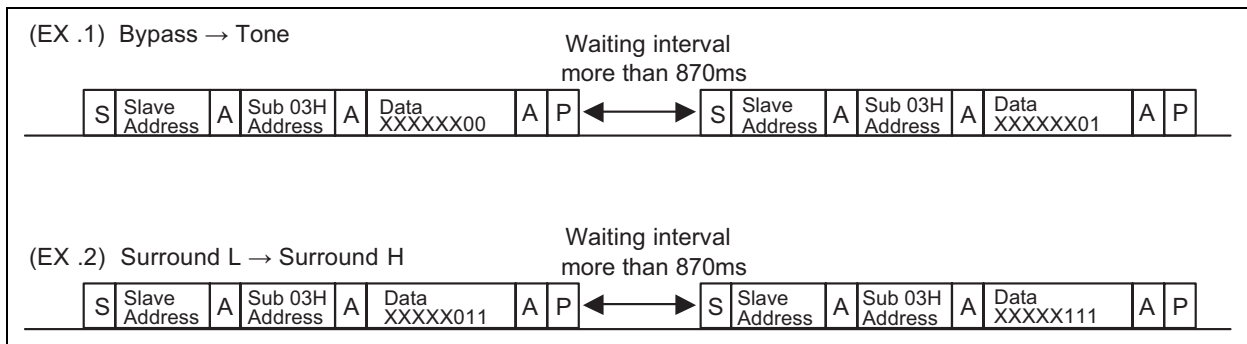 (EX .1) Bypass → Tone
Waiting interval
more than 870ms
S Slave Address A Sub 03H Address A Data XXXXXX00 A P S Slave Address A Sub 03H Address A Data XXXXXX01 A P
(EX .2) Surround L → Surround H
Waiting interval
more than 870ms
S Slave Address A Sub 03H Address A Data XXXXX011 A P S Slave Address A Sub 03H Address A Data XXXXX111 A P